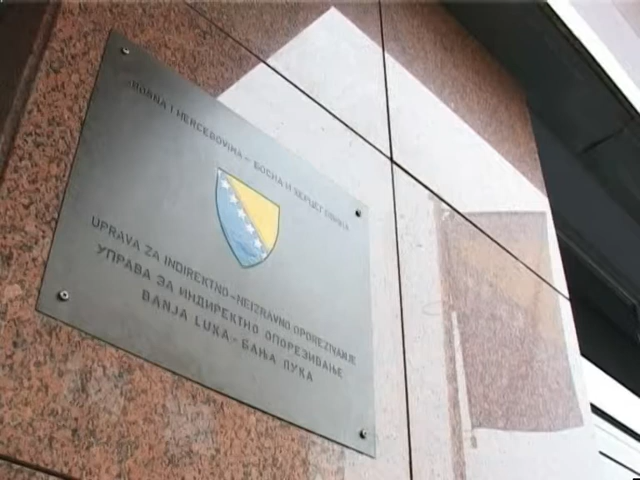 BOSNA I HERCEGOVINA - БОСНА И ХЕРЦЕГОВИНА
UPRAVA ZA INDIREKTNO-NEIZRAVNO OPOREZIVANJE
УПРАВА ЗА ИНДИРЕКТНО ОПОРЕЗИВАЊЕ
BANJA LUKA - БАЊА ЛУКА